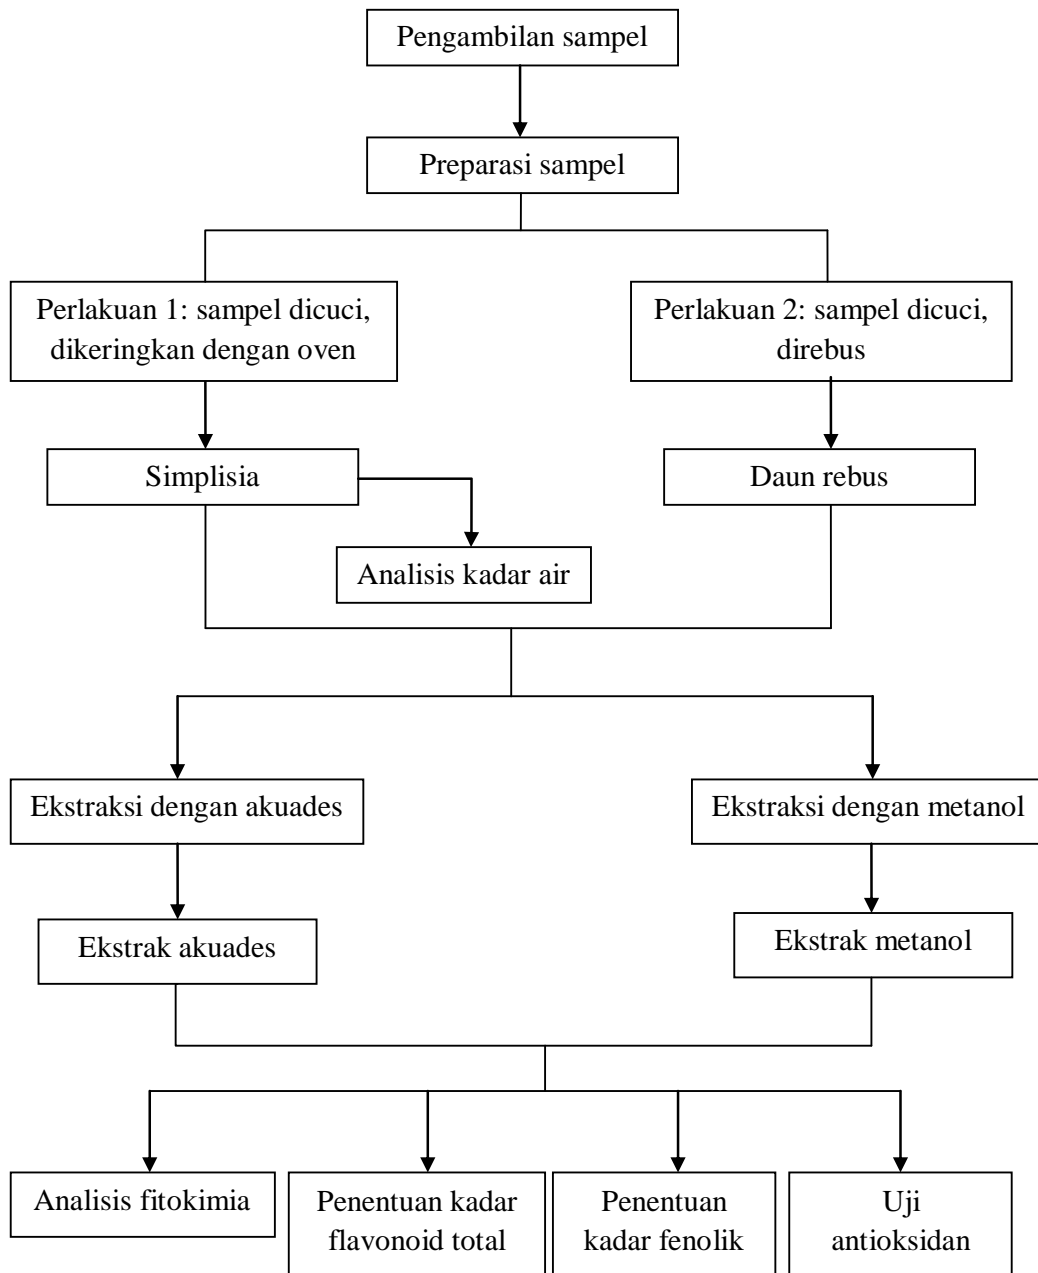 Pengambilan sampel
Preparasi sampel
Perlakuan 1: sampel dicuci,
dikeringkan dengan oven
Perlakuan 2: sampel dicuci,
direbus
Simplisia
Daun rebus
Analisis kadar air
Ekstraksi dengan akuades
Ekstraksi dengan metanol
Ekstrak akuades
Ekstrak metanol
Analisis fitokimia
Penentuan kadar
flavonoid total
Penentuan
kadar fenolik
Uji
antioksidan